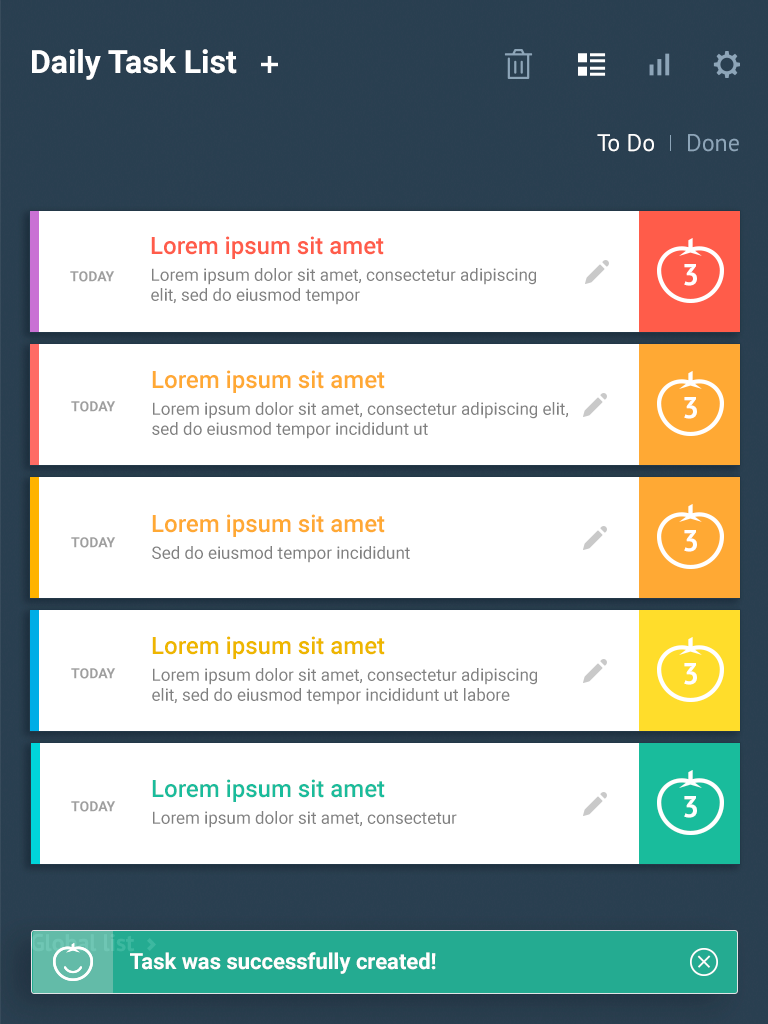 Daily Task List +
To Do | Done
Lorem ipsum sit amet
TODAY
Lorem ipsum dolor sit amet, consectetur adipiscing
elit, sed do eiusmod tempor
3
Lorem ipsum sit amet
TODAY
Lorem ipsum dolor sit amet, consectetur adipiscing elit,
sed do eiusmod tempor incididunt ut
3
Lorem ipsum sit amet
TODAY
Sed do eiusmod tempor incididunt
3
Lorem ipsum sit amet
TODAY
Lorem ipsum dolor sit amet, consectetur adipiscing
elit, sed do eiusmod tempor incididunt ut labore
3
Lorem ipsum sit amet
TODAY
Lorem ipsum dolor sit amet, consectetur
3
Global list >
Task was successfully created!